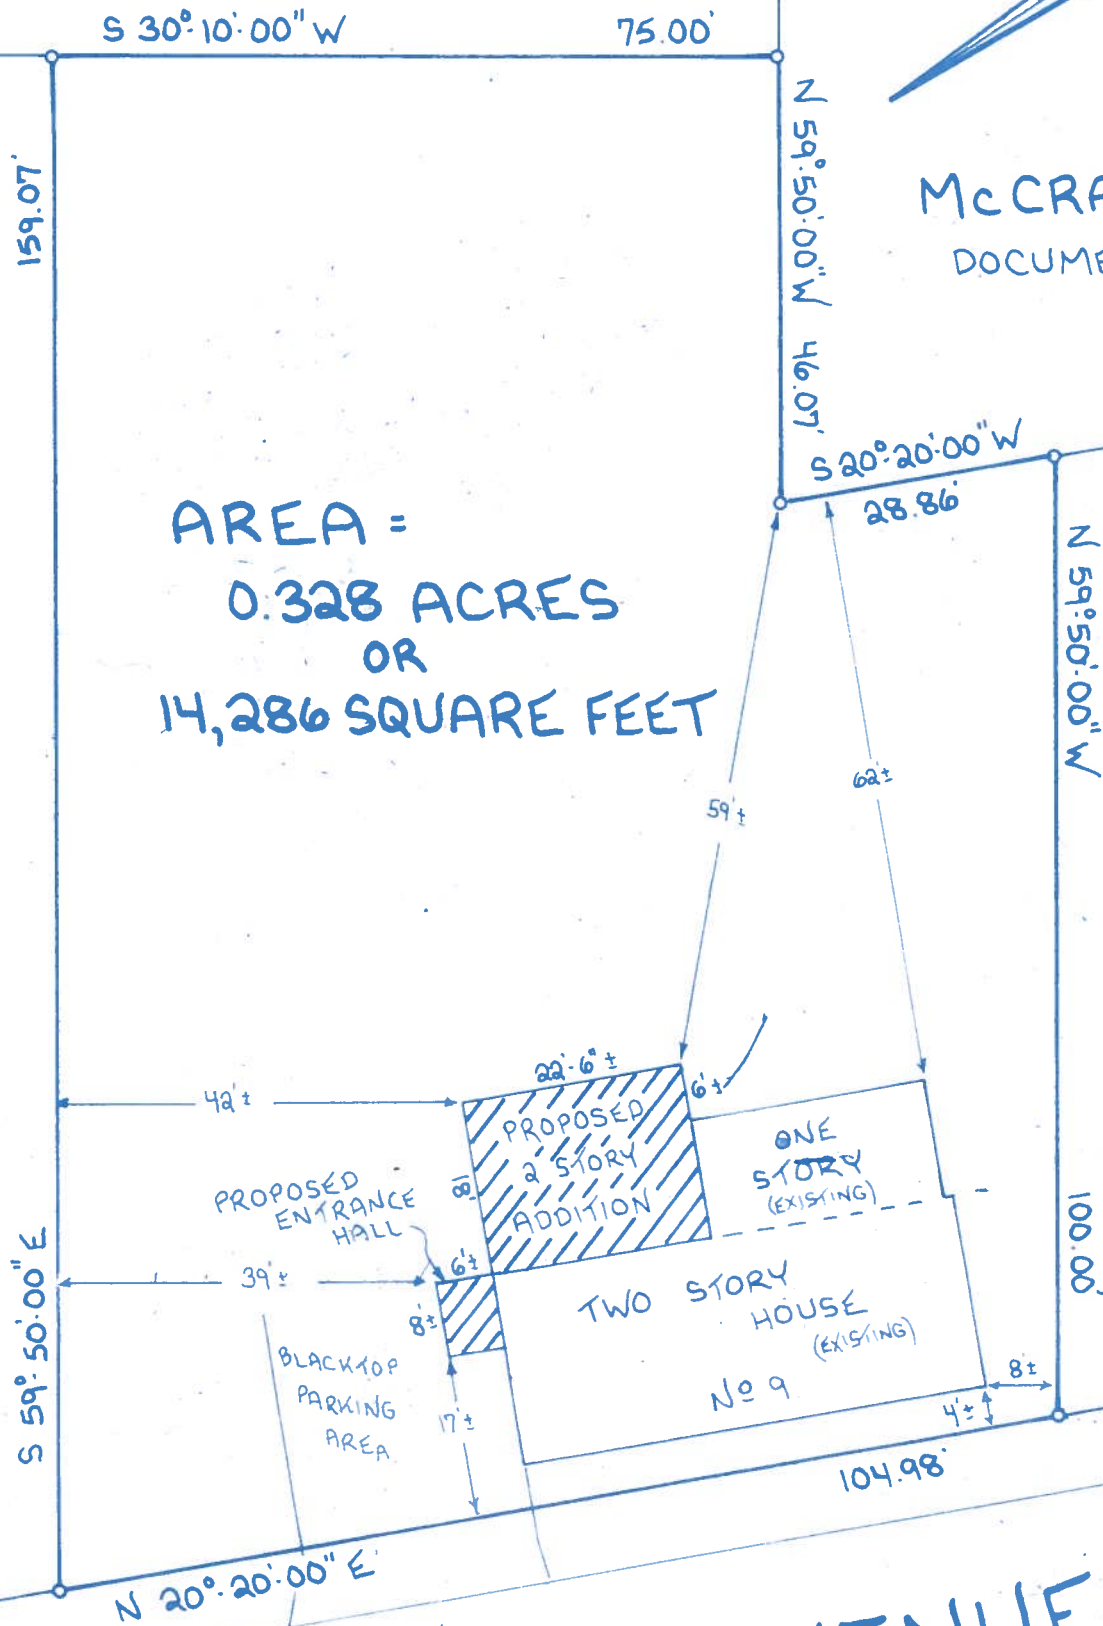 S 30°·10'·00" W 75.00'
159.07'
N 59°·50'·00" W 46.07'
McCRA
DOCUME
S 20°·20'·00" W
28.86'
AREA =
0.328 ACRES
OR
14,286 SQUARE FEET
N 59°·50'·00" W
100.00'
59'±
62'±
22'-6"±
6'±
42'±
PROPOSED
2 STORY
ADDITION
18'
ONE
STORY
(EXISTING)
PROPOSED
ENTRANCE
HALL
6'±
39'±
8'±
TWO STORY
HOUSE
(EXISTING)
No 9
BLACKTOP
PARKING
AREA
17'±
8'±
4'±
S 59°·50'·00" E
104.98'
N 20°·20'·00" E